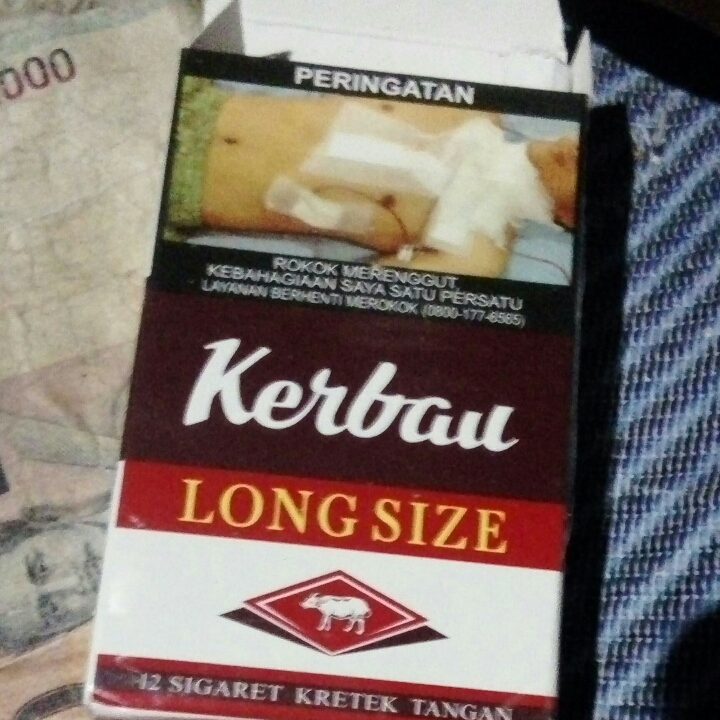 000
PERINGATAN
ROKOK MERENGGUT
KEBAHAGIAAN SAYA SATU PERSATU
LAYANAN BERHENTI MEROKOK (0800-177-6565)
Kerbau
LONG SIZE
12 SIGARET KRETEK TANGAN